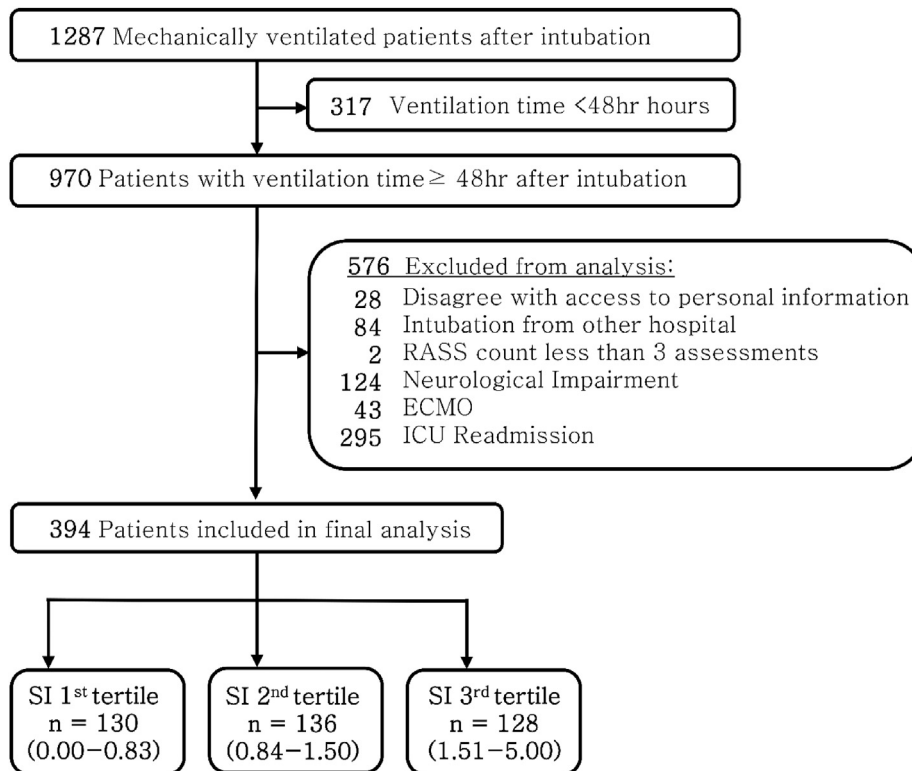 1287 Mechanically ventilated patients after intubation
317 Ventilation time <48hr hours
970 Patients with ventilation time≥ 48hr after intubation
576 Excluded from analysis:
28 Disagree with access to personal information
84 Intubation from other hospital
2 RASS count less than 3 assessments
124 Neurological Impairment
43 ECMO
295 ICU Readmission
394 Patients included in final analysis
SI 1st tertile
n = 130
(0.00−0.83)
SI 2nd tertile
n = 136
(0.84−1.50)
SI 3rd tertile
n = 128
(1.51−5.00)